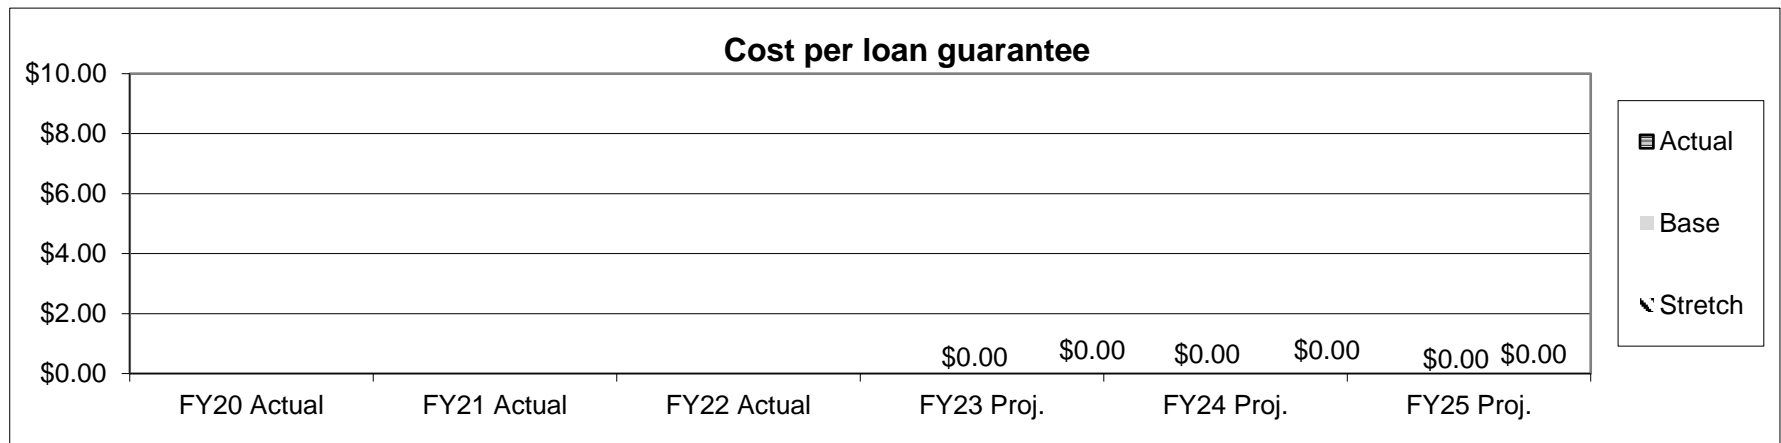 Cost per loan guarantee
$10.00
$8.00
$6.00
$4.00
$2.00
$0.00
$0.00 $0.00 $0.00 $0.00 $0.00 $0.00
FY20 Actual FY21 Actual FY22 Actual FY23 Proj. FY24 Proj. FY25 Proj.
Actual
Base
Stretch